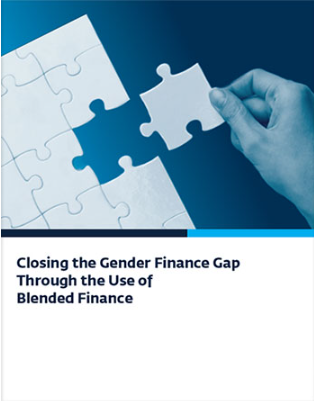 Closing the Gender Finance Gap
Through the Use of
Blended Finance